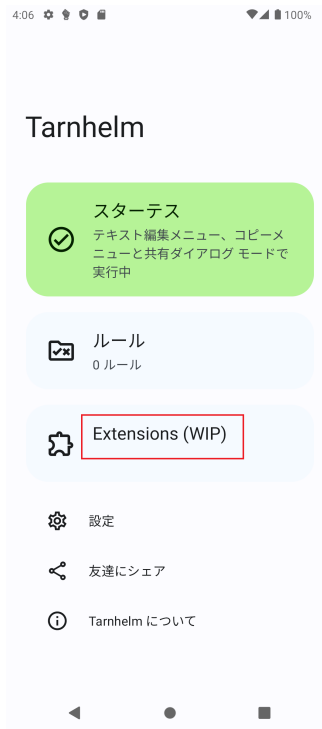 4:06
100%
Tarnhelm
スターテス
テキスト編集メニュー、コピーメ
ニューと共有ダイアログ モードで
実行中
ルール
0 ルール
Extensions (WIP)
設定
友達にシェア
Tarnhelm について